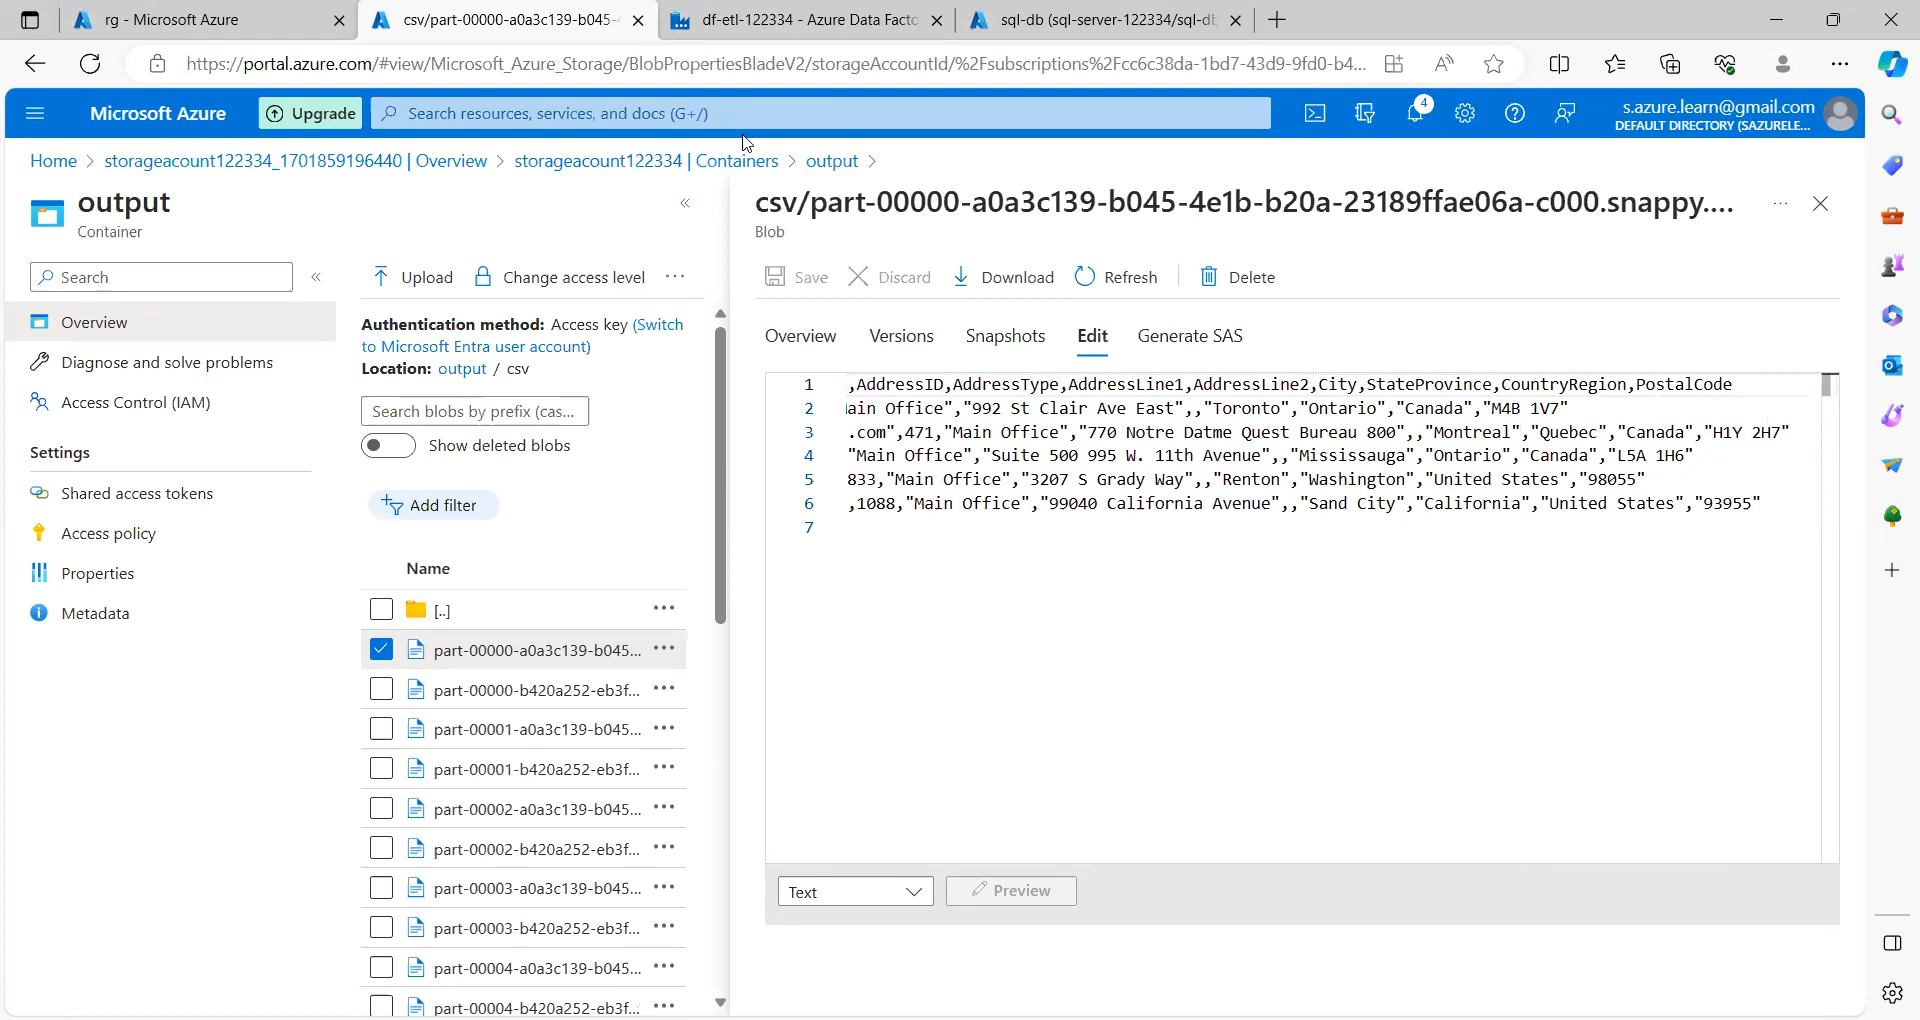 rg - Microsoft Azure
csv/part-00000-a0a3c139-b045-
df-etl-122334 - Azure Data Facto
sql-db (sql-server-122334/sql-db
https://portal.azure.com/#view/Microsoft_Azure_Storage/BlobPropertiesBladeV2/storageAccountId/%2Fsubscriptions%2Fcc6c38da-1bd7-43d9-9fd0-b4...
Microsoft Azure
Upgrade
Search resources, services, and docs (G+/)
4
s.azure.learn@gmail.com
DEFAULT DIRECTORY (SAZURELE...
Home > storageacount122334_1701859196440 | Overview > storageacount122334 | Containers > output >
output
Container
Search
Overview
Diagnose and solve problems
Access Control (IAM)
Settings
Shared access tokens
Access policy
Properties
Metadata
Upload
Change access level
Authentication method: Access key (Switch
to Microsoft Entra user account)
Location: output / csv
Search blobs by prefix (cas...
Show deleted blobs
Add filter
Name
[..]
part-00000-a0a3c139-b045...
part-00000-b420a252-eb3f...
part-00001-a0a3c139-b045...
part-00001-b420a252-eb3f...
part-00002-a0a3c139-b045...
part-00002-b420a252-eb3f...
part-00003-a0a3c139-b045...
part-00003-b420a252-eb3f...
part-00004-a0a3c139-b045...
part-00004-b420a252-eb3f...
csv/part-00000-a0a3c139-b045-4e1b-b20a-23189ffae06a-c000.snappy....
Blob
Save
Discard
Download
Refresh
Delete
Overview
Versions
Snapshots
Edit
Generate SAS
1 ,AddressID,AddressType,AddressLine1,AddressLine2,City,StateProvince,CountryRegion,PostalCode
2 ain Office","992 St Clair Ave East",,"Toronto","Ontario","Canada","M4B 1V7"
3 .com",471,"Main Office","770 Notre Datme Quest Bureau 800",,"Montreal","Quebec","Canada","H1Y 2H7"
4 "Main Office","Suite 500 995 W. 11th Avenue",,"Mississauga","Ontario","Canada","L5A 1H6"
5 833,"Main Office","3207 S Grady Way",,"Renton","Washington","United States","98055"
6 ,1088,"Main Office","99040 California Avenue",,"Sand City","California","United States","93955"
7
Text
Preview